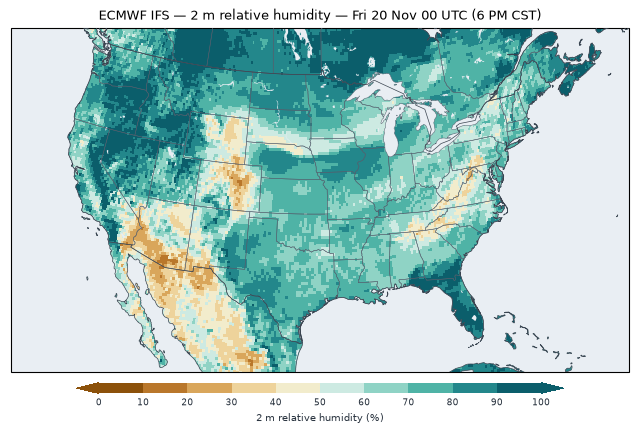 ECMWF IFS — 2 m relative humidity — Fri 20 Nov 00 UTC (6 PM CST)
0 10 20 30 40 50 60 70 80 90 100
2 m relative humidity (%)